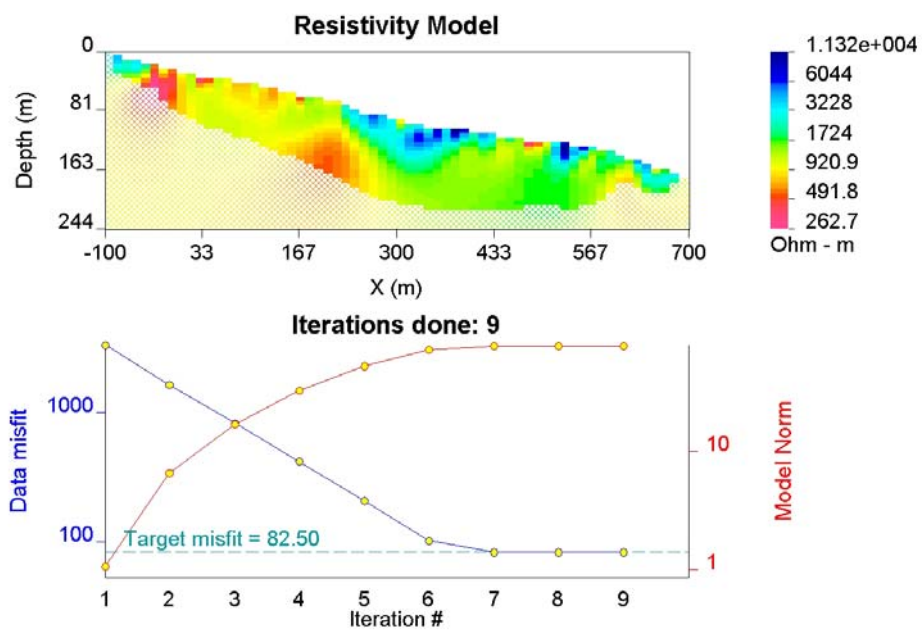 Resistivity Model
Depth (m)
0
81
163
244
-100 33 167 300 433 567 700
X (m)
1.132e+004
6044
3228
1724
920.9
491.8
262.7
Ohm - m
Iterations done: 9
Data misfit
1000
100
Target misfit = 82.50
10
1
Model Norm
1 2 3 4 5 6 7 8 9
Iteration #